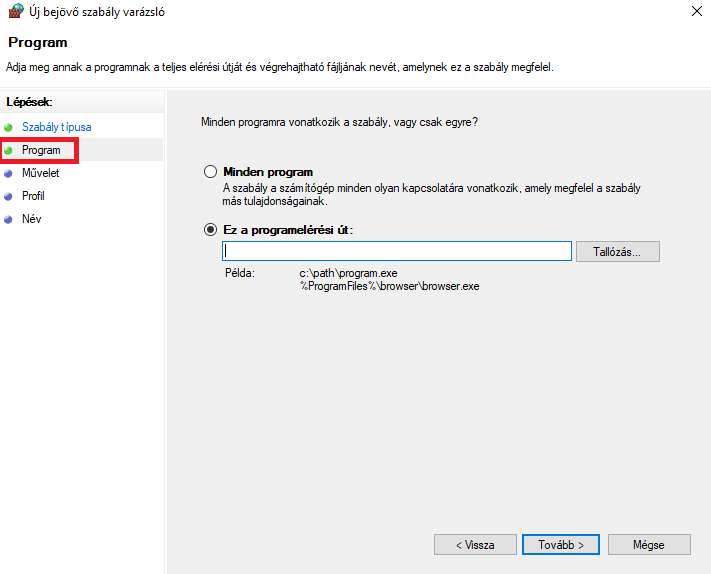 Új bejövő szabály varázsló
Program
Adja meg annak a programnak a teljes elérési útját és végrehajtható fájljának nevét, amelynek ez a szabály megfelel.
Lépések:
Szabály típusa
Program
Művelet
Profil
Név
Minden programra vonatkozik a szabály, vagy csak egyre?
Minden program
A szabály a számítógép minden olyan kapcsolatára vonatkozik, amely megfelel a szabály
más tulajdonságainak.
Ez a programelérési út:
Tallózás...
Példa: c:\path\program.exe
%ProgramFiles%\browser\browser.exe
< Vissza
Tovább >
Mégse